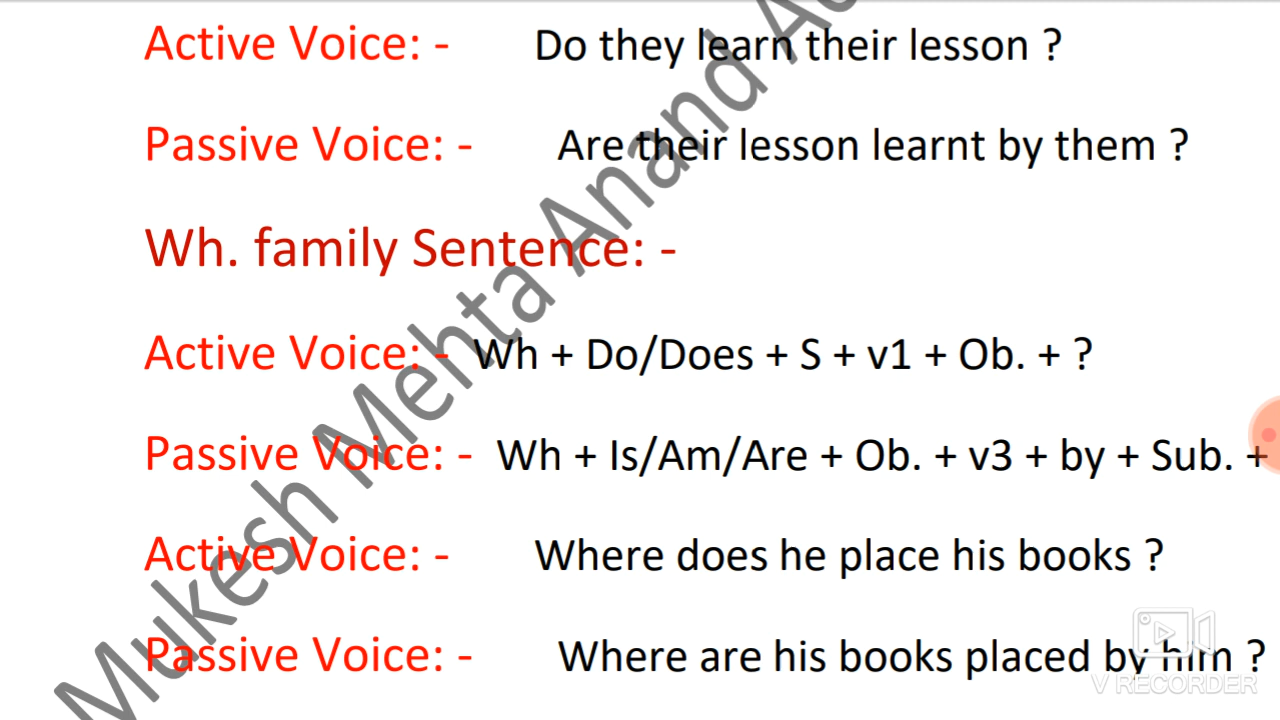 Active Voice: - Do they learn their lesson ?
Passive Voice: - Are their lesson learnt by them ?
Wh. family Sentence: -
Active Voice: - Wh + Do/Does + S + v1 + Ob. + ?
Passive Voice: - Wh + Is/Am/Are + Ob. + v3 + by + Sub. +
Active Voice: - Where does he place his books ?
Passive Voice: - Where are his books placed by him ?
Mukesh Mehta Anand
V RECORDER